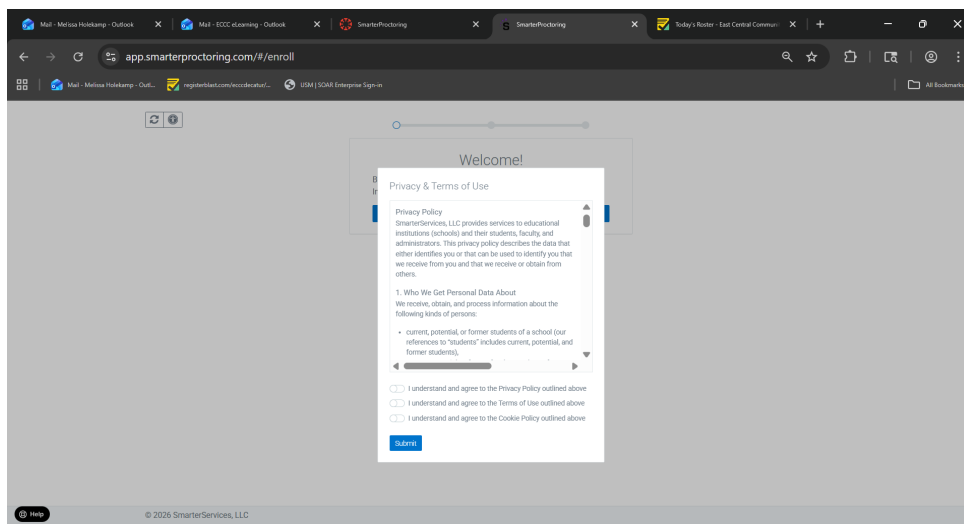 Mail - Melissa Holekamp - Outlook
Mail - ECCC eLearning - Outlook
SmarterProctoring
S SmarterProctoring
Today's Roster - East Central Communi
app.smarterproctoring.com/#/enroll
Mail - Melissa Holekamp - Outl...
registerblast.com/ecccdecatur/...
USM | SOAR Enterprise Sign-in
All Bookmarks
Welcome!
B
In
Privacy & Terms of Use
Privacy Policy
SmarterServices, LLC provides services to educational
institutions (schools) and their students, faculty, and
administrators. This privacy policy describes the data that
either identifies you or that can be used to identify you that
we receive from you and that we receive or obtain from
others.
1. Who We Get Personal Data About
We receive, obtain, and process information about the
following kinds of persons:
• current, potential, or former students of a school (our
references to "students" includes current, potential, and
former students),
I understand and agree to the Privacy Policy outlined above
I understand and agree to the Terms of Use outlined above
I understand and agree to the Cookie Policy outlined above
Submit
Help
© 2026 SmarterServices, LLC